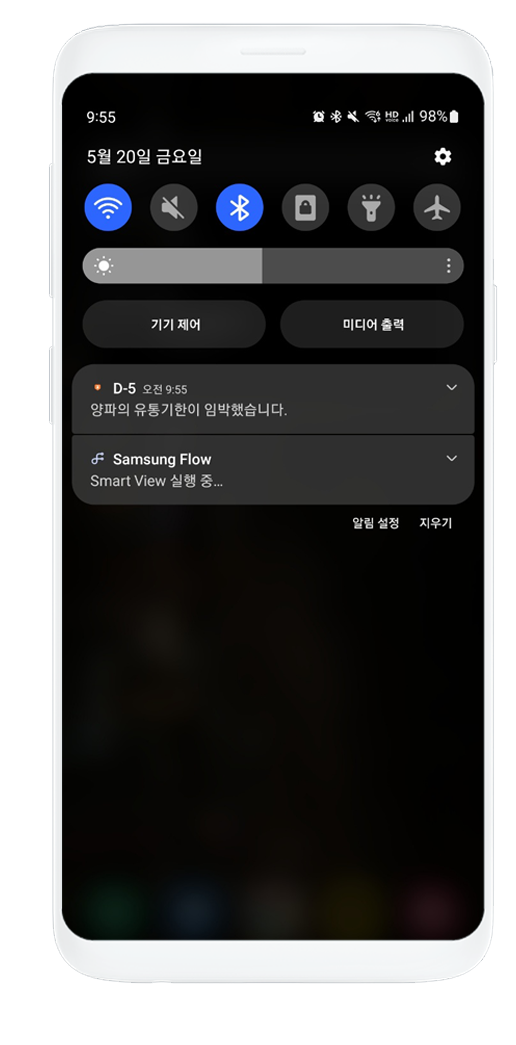 9:55
HD VOICE 98%
5월 20일 금요일
기기 제어
미디어 출력
D-5 오전 9:55
양파의 유통기한이 임박했습니다.
Samsung Flow
Smart View 실행 중...
알림 설정 지우기